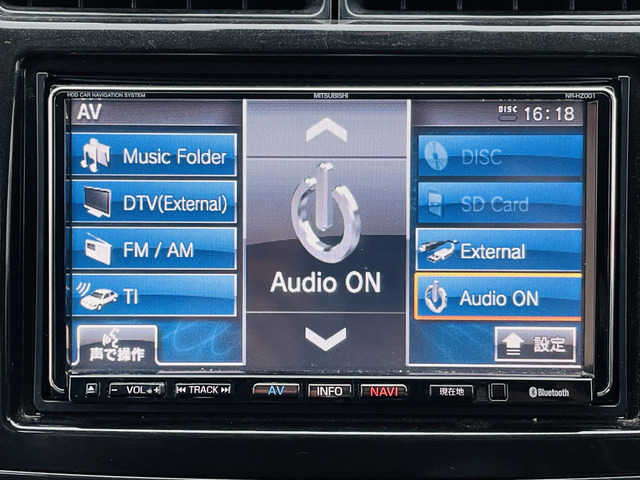 HDD CAR NAVIGATION SYSTEM MITSUBISHI NR-HZ001
AV DISC 16:18
Music Folder
DTV(External)
FM / AM
TI
声で操作
Audio ON
DISC
SD Card
External
Audio ON
設定
VOL TRACK AV INFO NAVI 現在地 Bluetooth